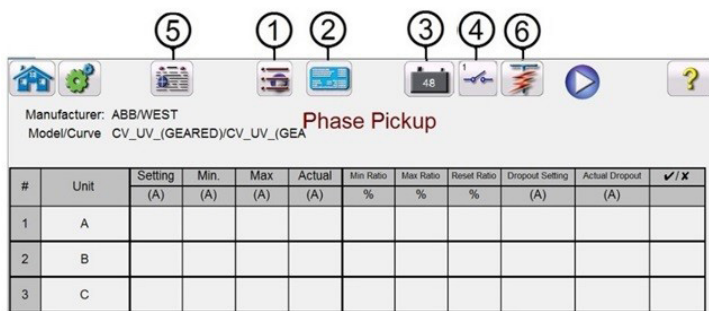 5 1 2 3 4 6
48 1 ?
Manufacturer: ABB/WEST
Phase Pickup
Model/Curve CV_UV_(GEARED)/CV_UV_(GEA
# Unit Setting Min. Max Actual Min Ratio Max Ratio Reset Ratio Dropout Setting Actual Dropout ✔/✘
(A) (A) (A) (A) % % % (A) (A)
1 A
2 B
3 C